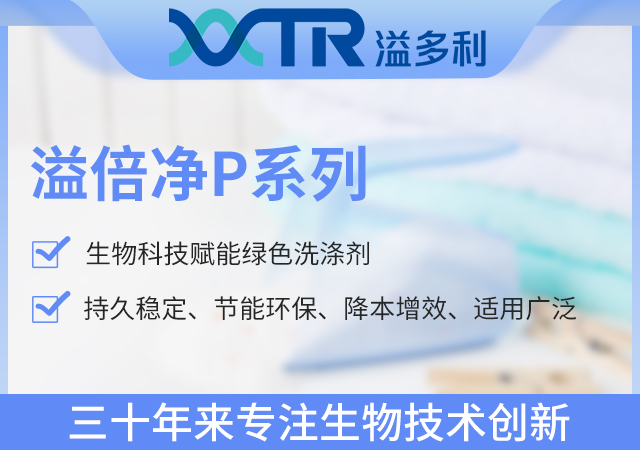 VTR 溢多利
溢倍净P系列
生物科技赋能绿色洗涤剂
持久稳定、节能环保、降本增效、适用广泛
三十年来专注生物技术创新